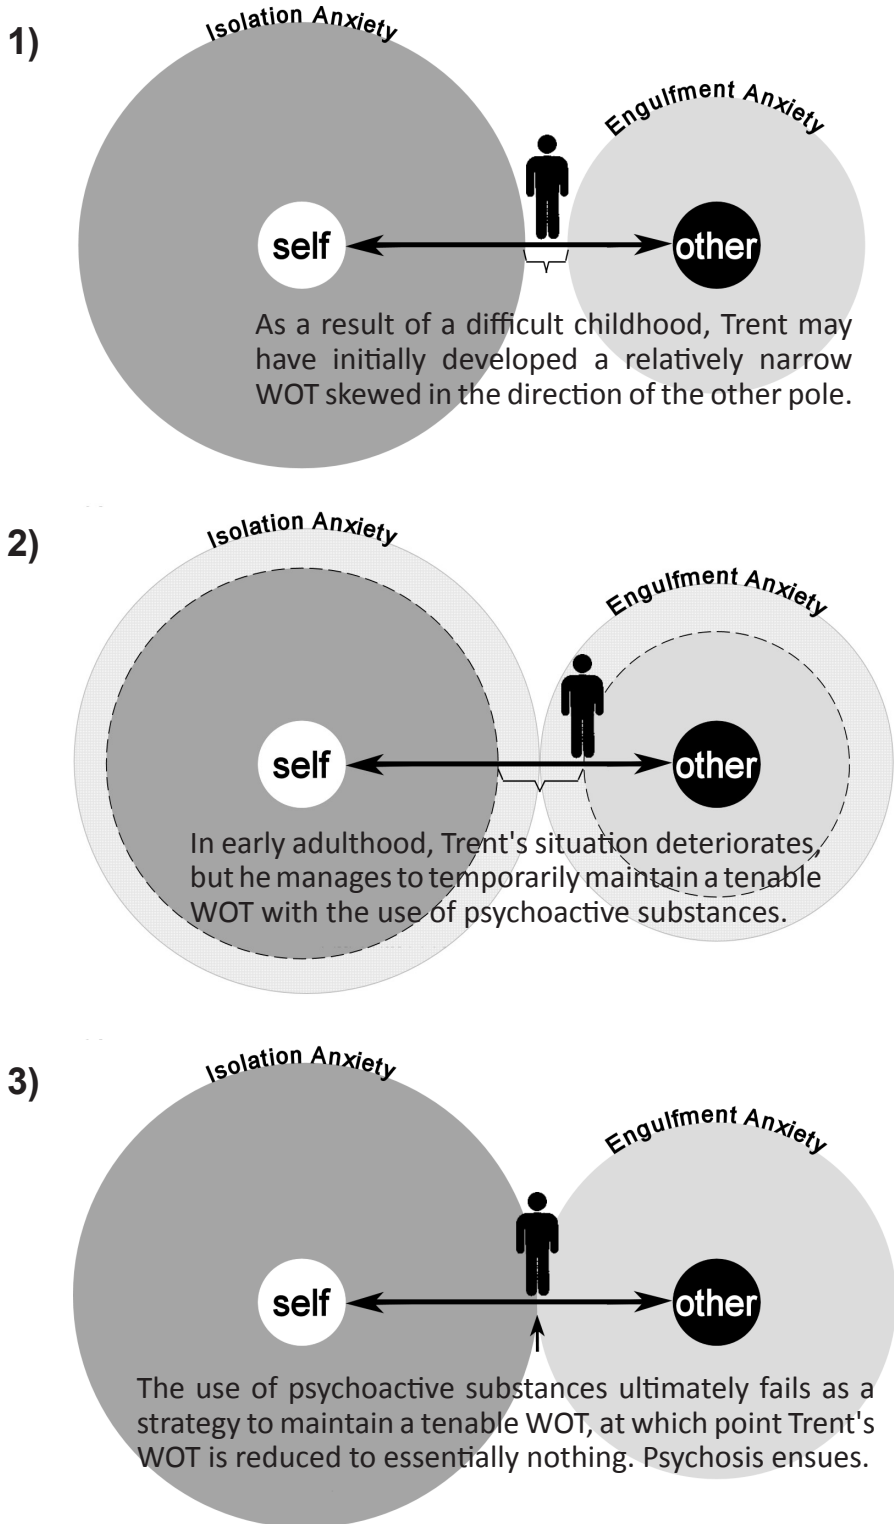 1)
Isolation Anxiety
Engulfment Anxiety
self
other
As a result of a difficult childhood, Trent may
have initially developed a relatively narrow
WOT skewed in the direction of the other pole.
2)
Isolation Anxiety
Engulfment Anxiety
self
other
In early adulthood, Trent's situation deteriorates,
but he manages to temporarily maintain a tenable
WOT with the use of psychoactive substances.
3)
Isolation Anxiety
Engulfment Anxiety
self
other
The use of psychoactive substances ultimately fails as a
strategy to maintain a tenable WOT, at which point Trent's
WOT is reduced to essentially nothing. Psychosis ensues.